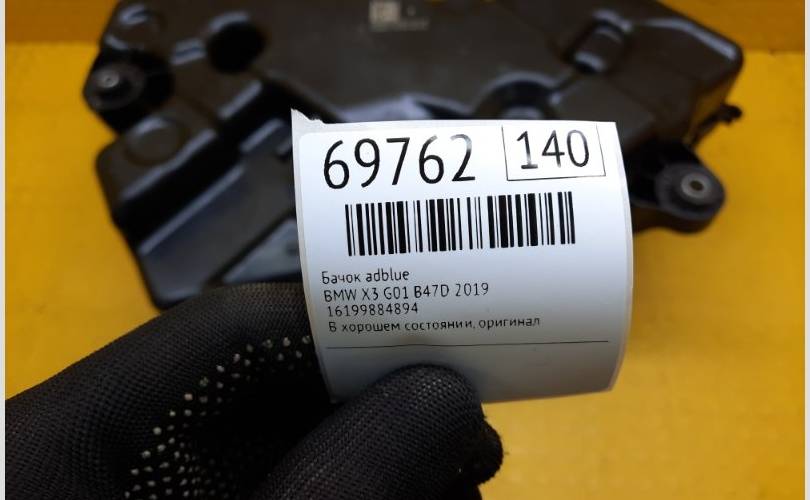 69762 140
Бачок adblue
BMW X3 G01 B47D 2019
16199884894
В хорошем состоянии, оригинал